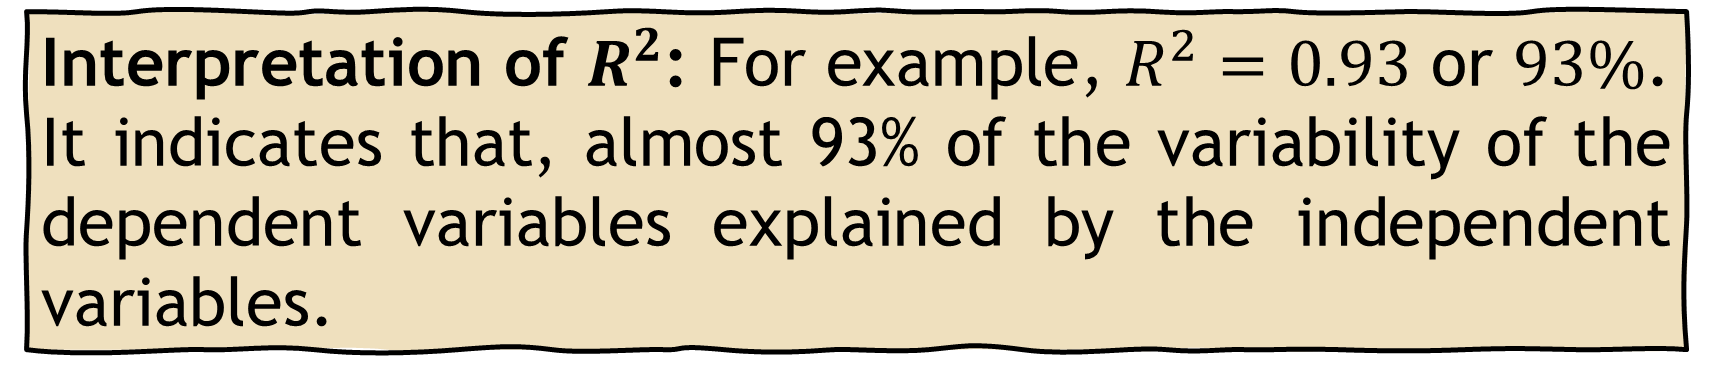 Interpretation of R²: For example, R² = 0.93 or 93%.
It indicates that, almost 93% of the variability of the
dependent variables explained by the independent
variables.